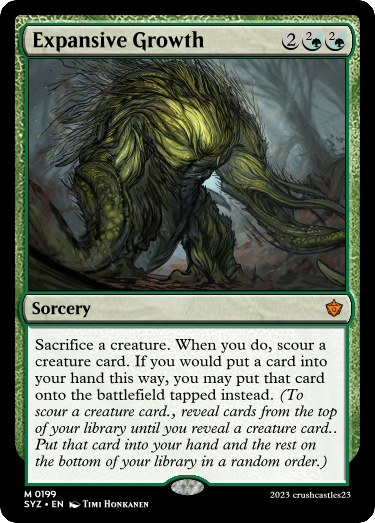 Expansive Growth 2 2 2
Sorcery
Sacrifice a creature. When you do, scour a
creature card. If you would put a card into
your hand this way, you may put that card
onto the battlefield tapped instead. (To
scour a creature card., reveal cards from the top
of your library until you reveal a creature card..
Put that card into your hand and the rest on
the bottom of your library in a random order.)
M 0199
SYZ • EN Timi Honkanen
2023 crushcastles23